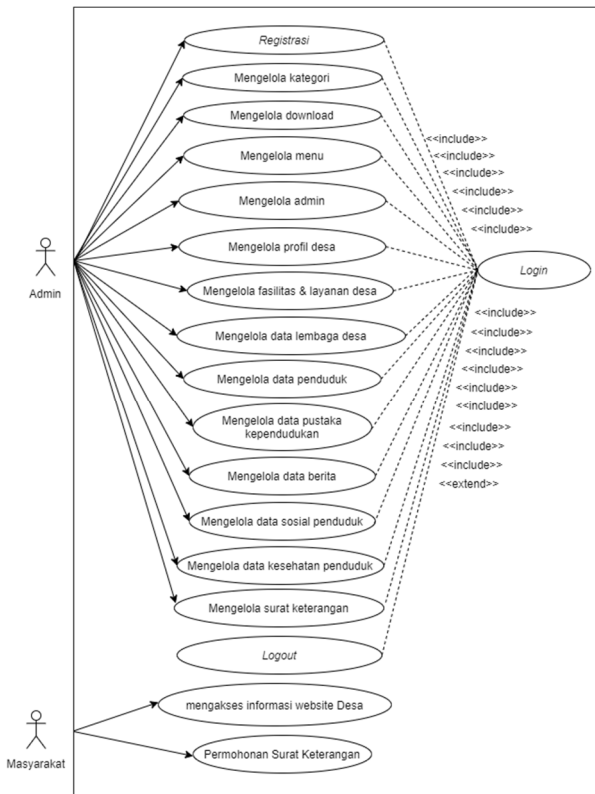 Registrasi
Mengelola kategori
Mengelola download
Mengelola menu
Mengelola admin
Mengelola profil desa
Mengelola fasilitas & layanan desa
Mengelola data lembaga desa
Mengelola data penduduk
Mengelola data pustaka
kependudukan
Mengelola data berita
Mengelola data sosial penduduk
Mengelola data kesehatan penduduk
Mengelola surat keterangan
Logout
mengakses informasi website Desa
Permohonan Surat Keterangan
Admin
Masyarakat
<<include>>
<<include>>
<<include>>
<<include>>
<<include>>
<<include>>
Login
<<include>>
<<include>>
<<include>>
<<include>>
<<include>>
<<include>>
<<include>>
<<include>>
<<include>>
<<extend>>